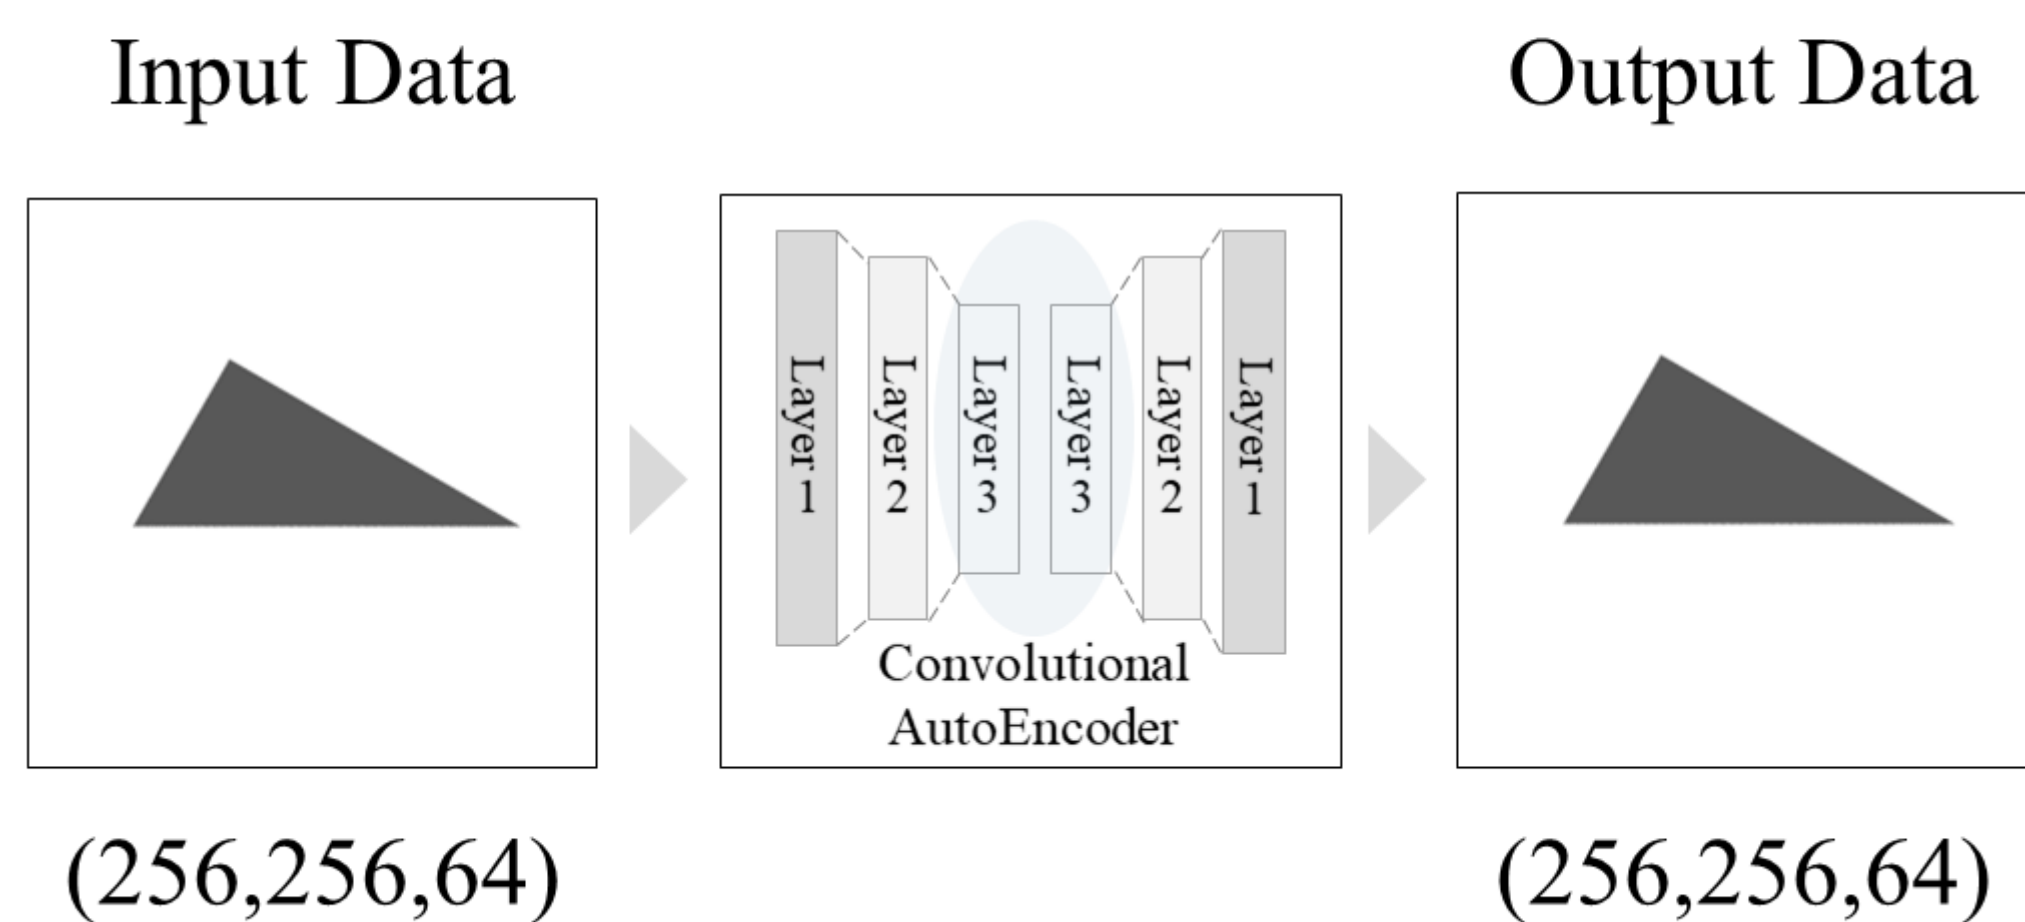 Input Data
Output Data
Layer 1
Layer 2
Layer 3
Layer 3
Layer 2
Layer 1
Convolutional
AutoEncoder
(256,256,64)
(256,256,64)